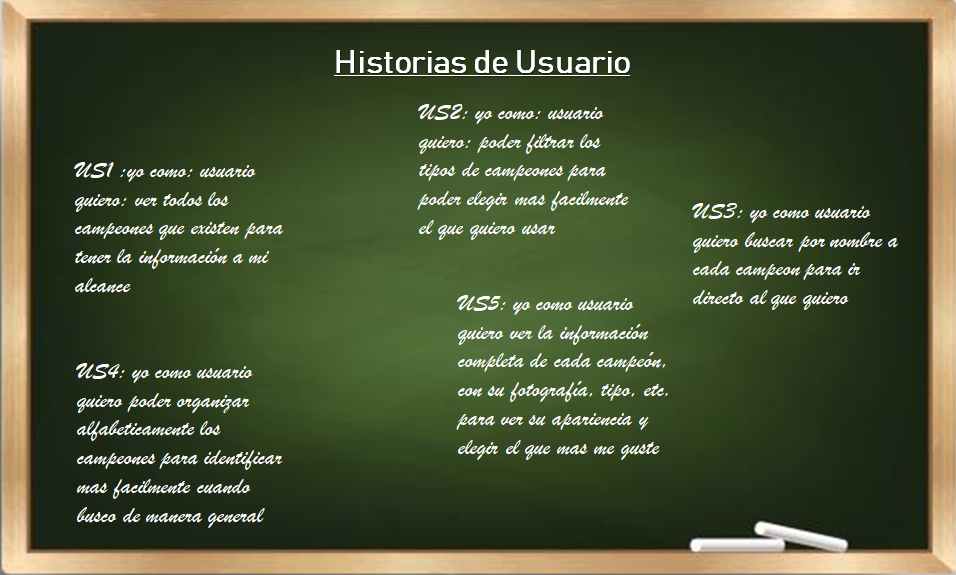 Historias de Usuario
US1 :yo como: usuario
quiero: ver todos los
campeones que existen para
tener la información a mi
alcance
US2: yo como: usuario
quiero: poder filtrar los
tipos de campeones para
poder elegir mas facilmente
el que quiero usar
US3: yo como usuario
quiero buscar por nombre a
cada campeon para ir
directo al que quiero
US4: yo como usuario
quiero poder organizar
alfabeticamente los
campeones para identificar
mas facilmente cuando
busco de manera general
US5: yo como usuario
quiero ver la información
completa de cada campeón,
con su fotografía, tipo, etc.
para ver su apariencia y
elegir el que mas me guste